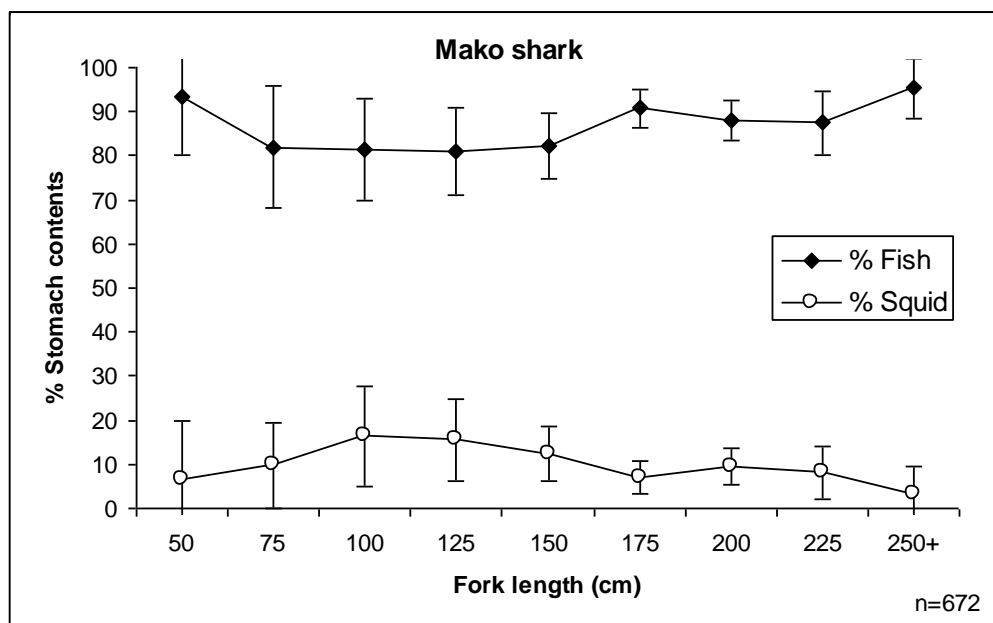 Mako shark
100
90
80
70
60
50
40
30
20
10
0
% Stomach contents
% Fish
% Squid
50 75 100 125 150 175 200 225 250+
Fork length (cm)
n=672